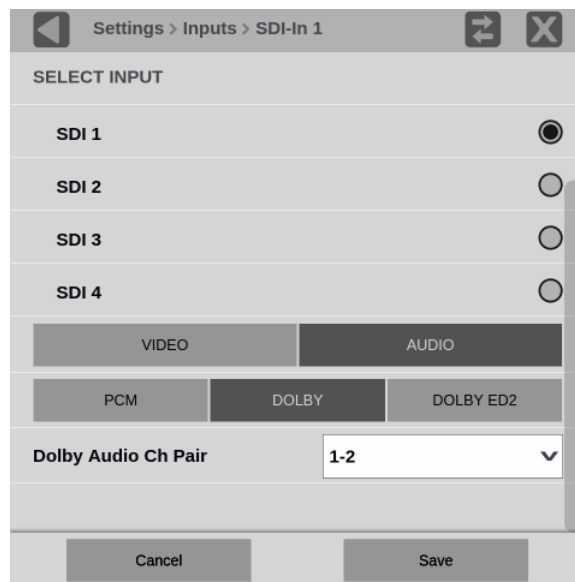 Settings > Inputs > SDI-In 1
SELECT INPUT
SDI 1
SDI 2
SDI 3
SDI 4
VIDEO AUDIO
PCM DOLBY DOLBY ED2
Dolby Audio Ch Pair 1-2
Cancel Save